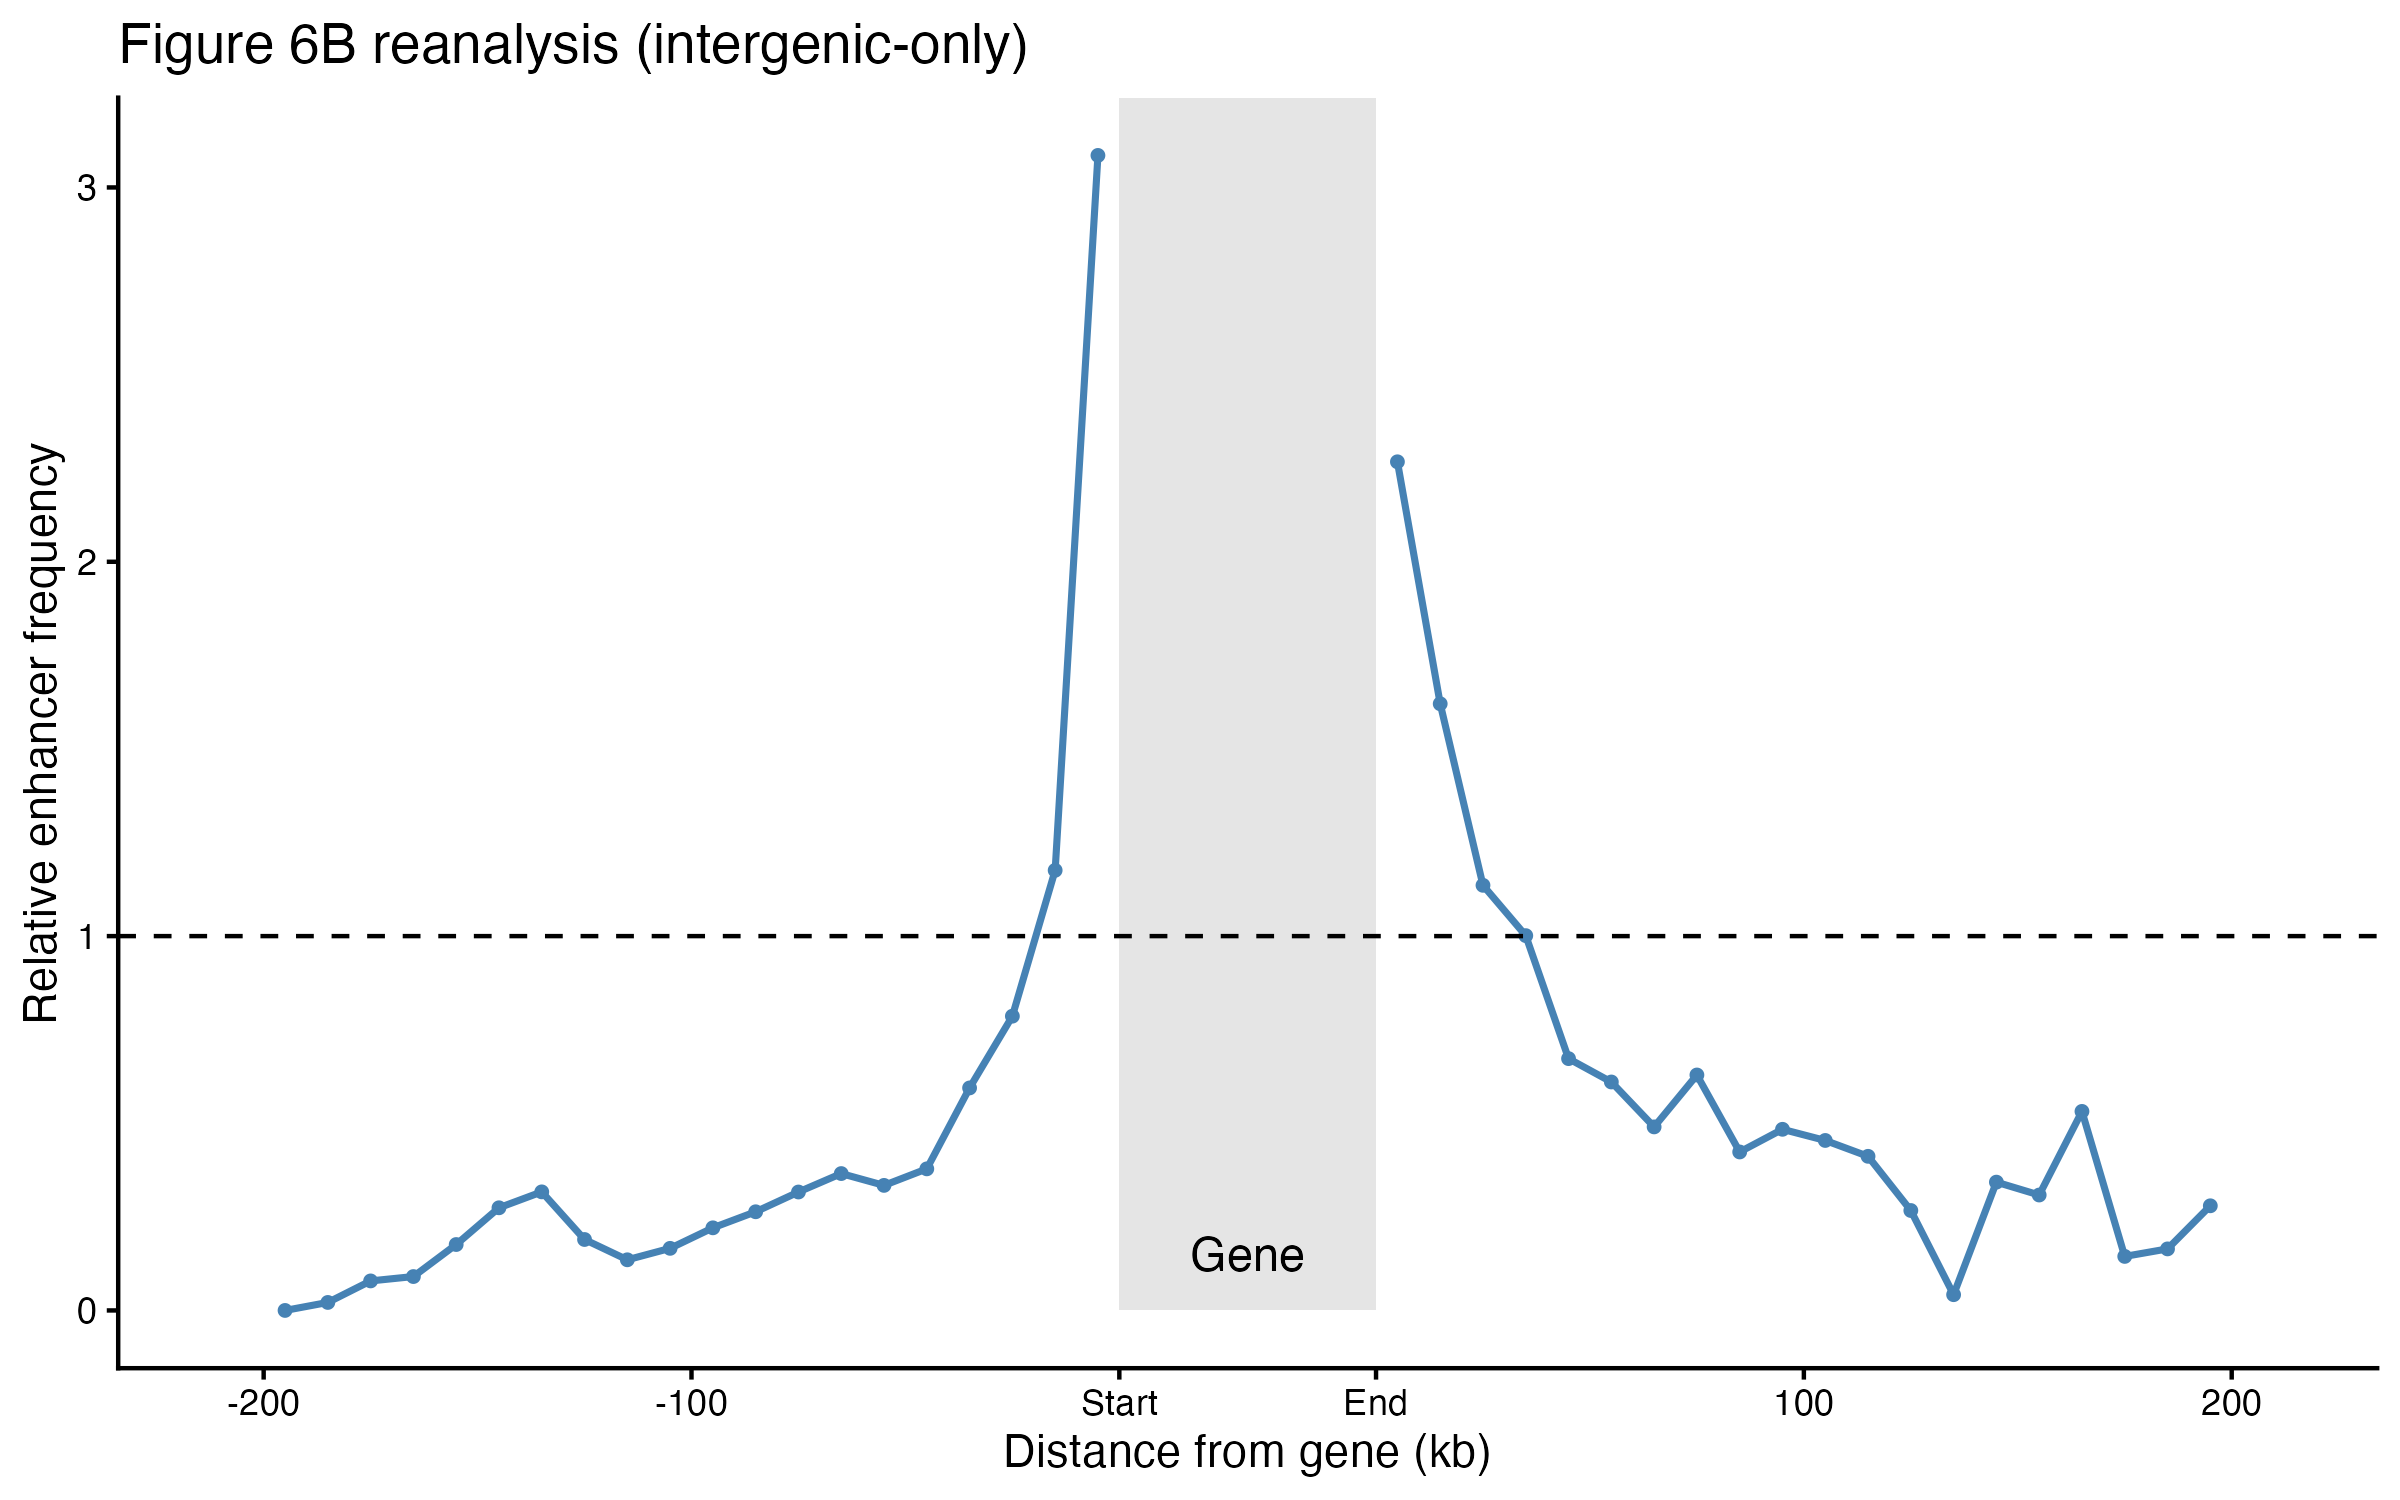 Figure 6B reanalysis (intergenic-only)
Relative enhancer frequency
3
2
1
0
Gene
-200
-100
Start
End
100
200
Distance from gene (kb)